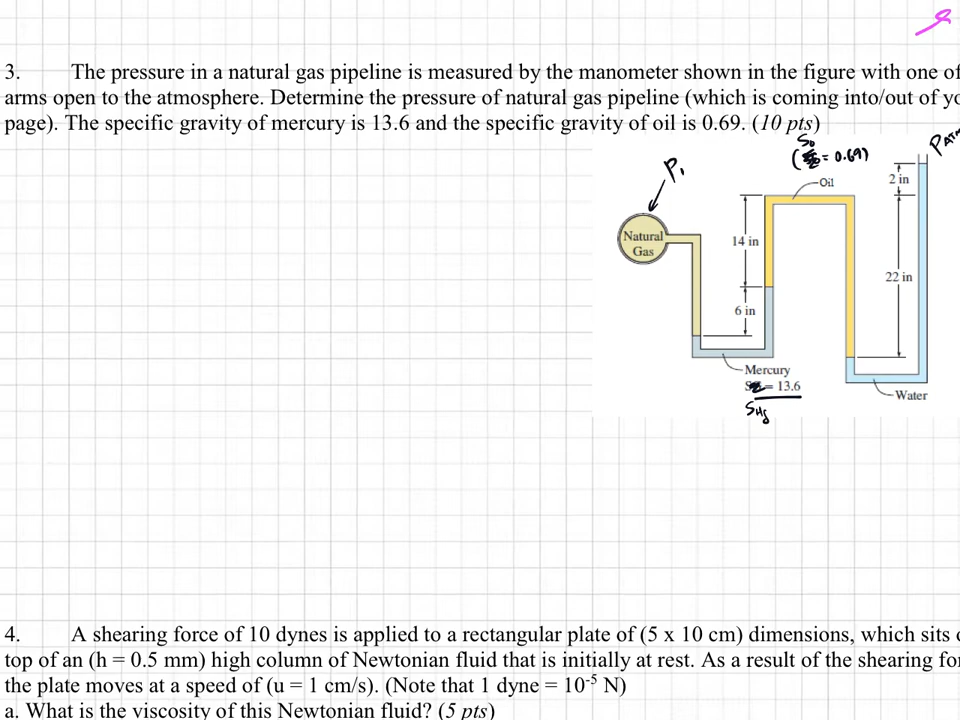 3. The pressure in a natural gas pipeline is measured by the manometer shown in the figure with one of
arms open to the atmosphere. Determine the pressure of natural gas pipeline (which is coming into/out of yo
page). The specific gravity of mercury is 13.6 and the specific gravity of oil is 0.69. (10 pts)
So
( = 0.69)
PATM
P1
Oil
2 in
Natural
Gas
14 in
22 in
6 in
Mercury
S = 13.6
Water
SHg
4. A shearing force of 10 dynes is applied to a rectangular plate of (5 x 10 cm) dimensions, which sits o
top of an (h = 0.5 mm) high column of Newtonian fluid that is initially at rest. As a result of the shearing for
the plate moves at a speed of (u = 1 cm/s). (Note that 1 dyne = 10⁻⁵ N)
a. What is the viscosity of this Newtonian fluid? (5 pts)